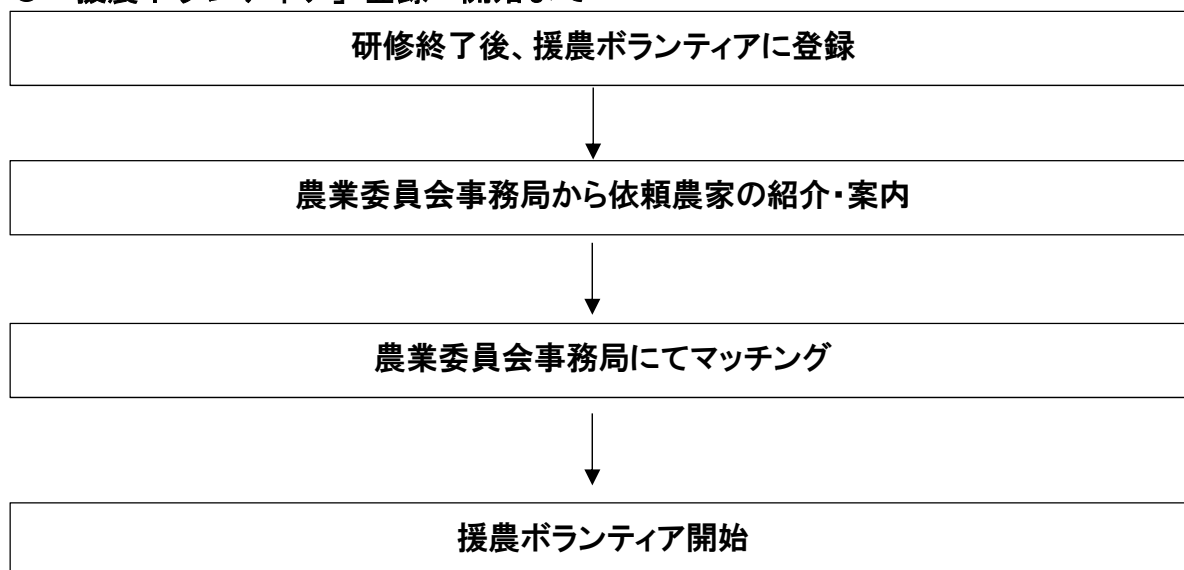 研修終了後、援農ボランティアに登録
農業委員会事務局から依頼農家の紹介・案内
農業委員会事務局にてマッチング
援農ボランティア開始